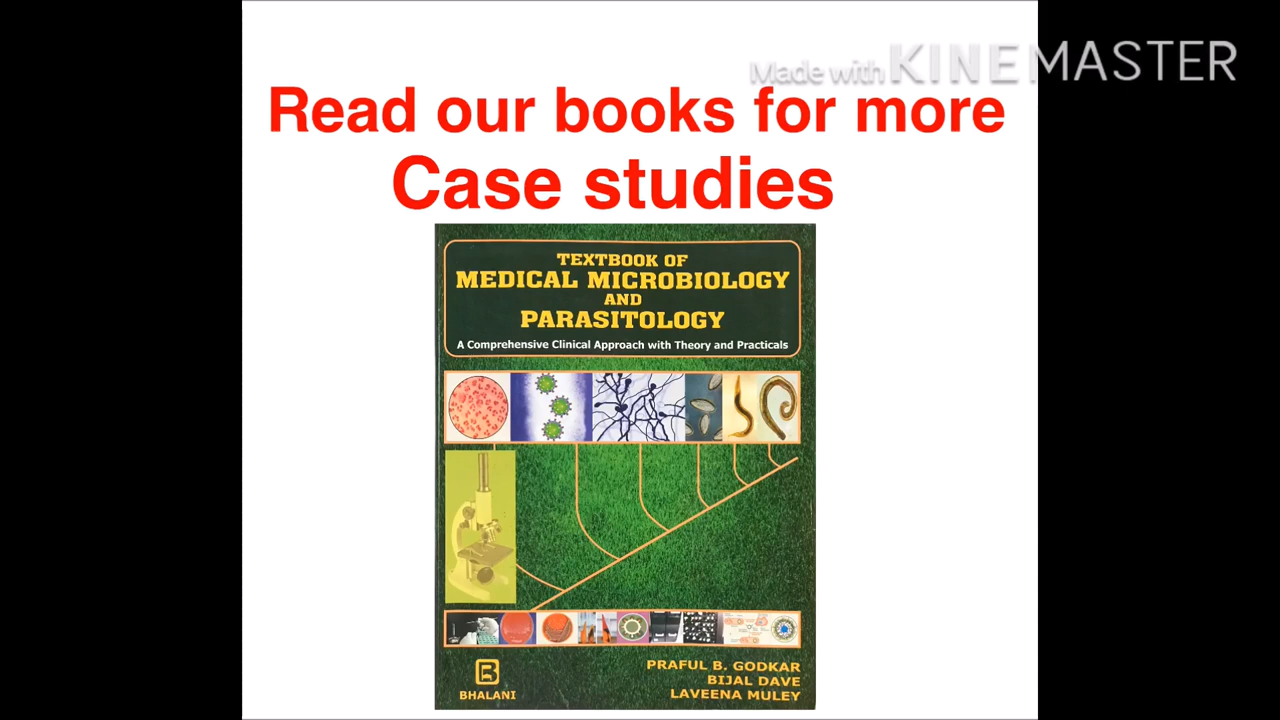 Made with KINEMASTER
Read our books for more
Case studies
TEXTBOOK OF
MEDICAL MICROBIOLOGY
AND
PARASITOLOGY
A Comprehensive Clinical Approach with Theory and Practicals
PRAFUL B. GODKAR
BIJAL DAVE
LAVEENA MULEY
BHALANI